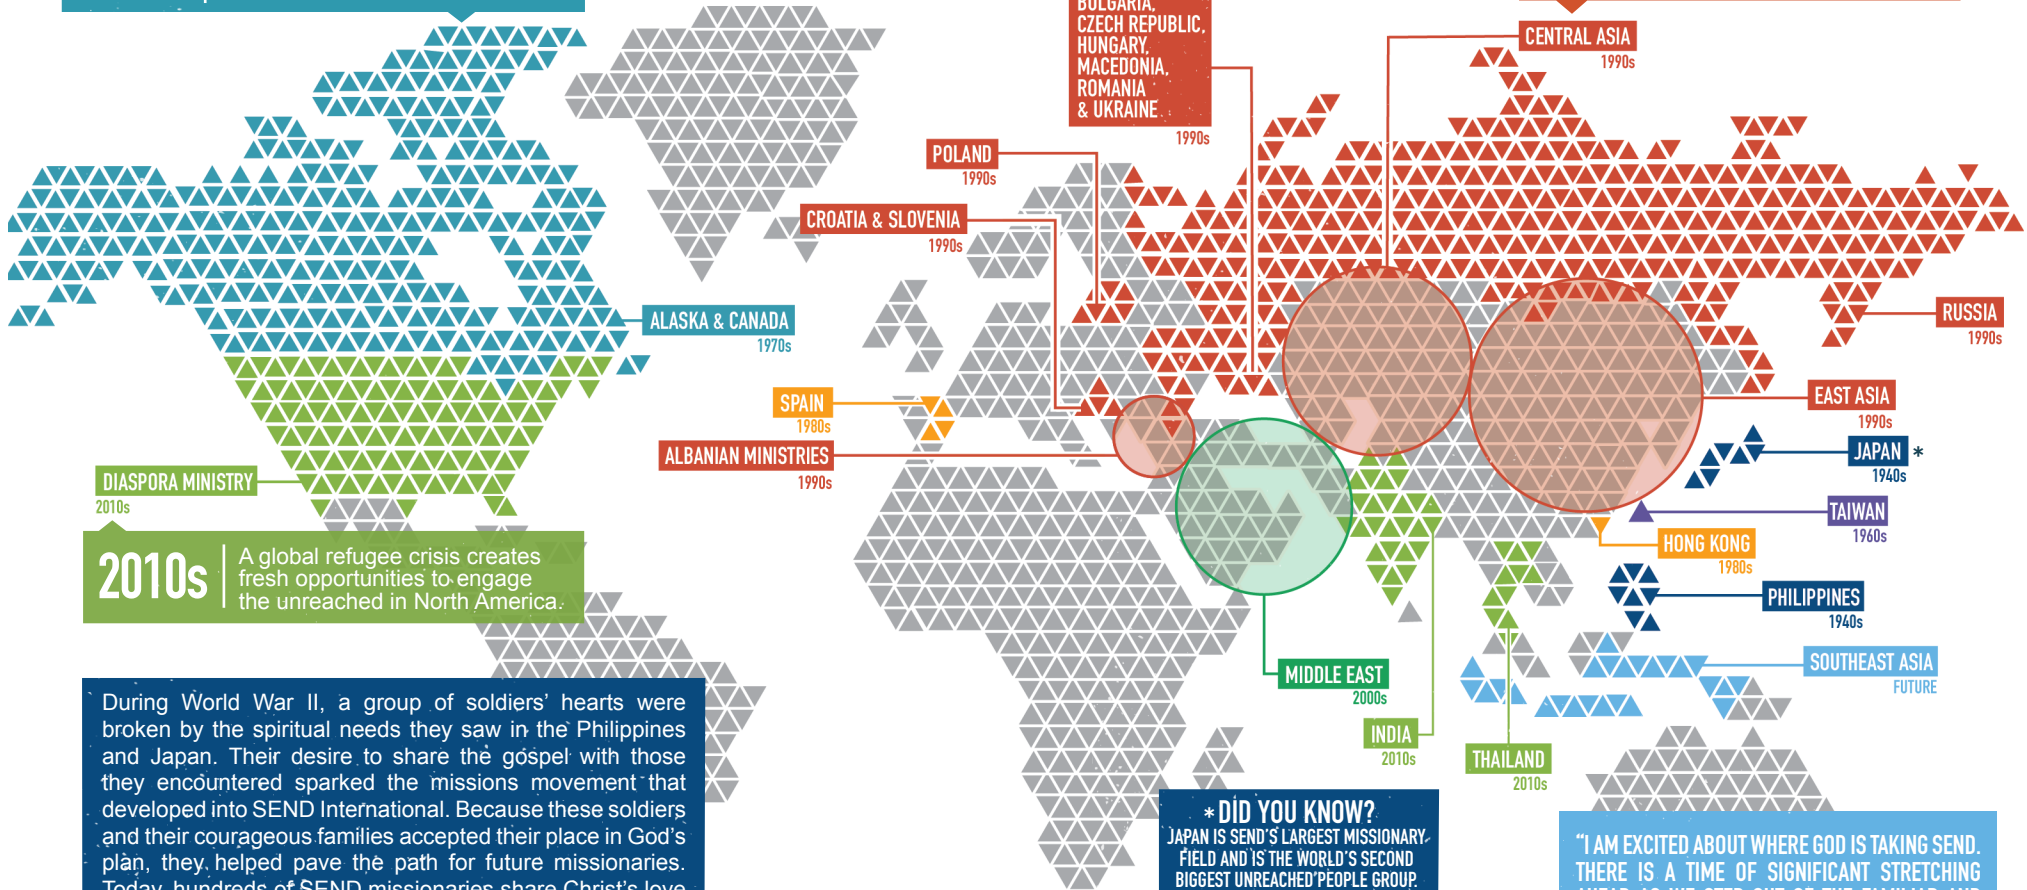 BULGARIA,
CZECH REPUBLIC,
HUNGARY,
MACEDONIA,
ROMANIA
& UKRAINE
1990s
CENTRAL ASIA
1990s
POLAND
1990s
CROATIA & SLOVENIA
1990s
ALASKA & CANADA
1970s
RUSSIA
1990s
SPAIN
1980s
EAST ASIA
1990s
ALBANIAN MINISTRIES
1990s
JAPAN *
1940s
DIASPORA MINISTRY
2010s
TAIWAN
1960s
HONG KONG
1980s
2010s
A global refugee crisis creates
fresh opportunities to engage
the unreached in North America.
PHILIPPINES
1940s
MIDDLE EAST
2000s
SOUTHEAST ASIA
FUTURE
INDIA
2010s
THAILAND
2010s
During World War II, a group of soldiers’ hearts were
broken by the spiritual needs they saw in the Philippines
and Japan. Their desire to share the gospel with those
they encountered sparked the missions movement that
developed into SEND International. Because these soldiers
and their courageous families accepted their place in God’s
plan, they helped pave the path for future missionaries.
Today, hundreds of SEND missionaries share Christ’s love
* DID YOU KNOW?
JAPAN IS SEND’S LARGEST MISSIONARY
FIELD AND IS THE WORLD’S SECOND
BIGGEST UNREACHED PEOPLE GROUP.
“I AM EXCITED ABOUT WHERE GOD IS TAKING SEND.
THERE IS A TIME OF SIGNIFICANT STRETCHING